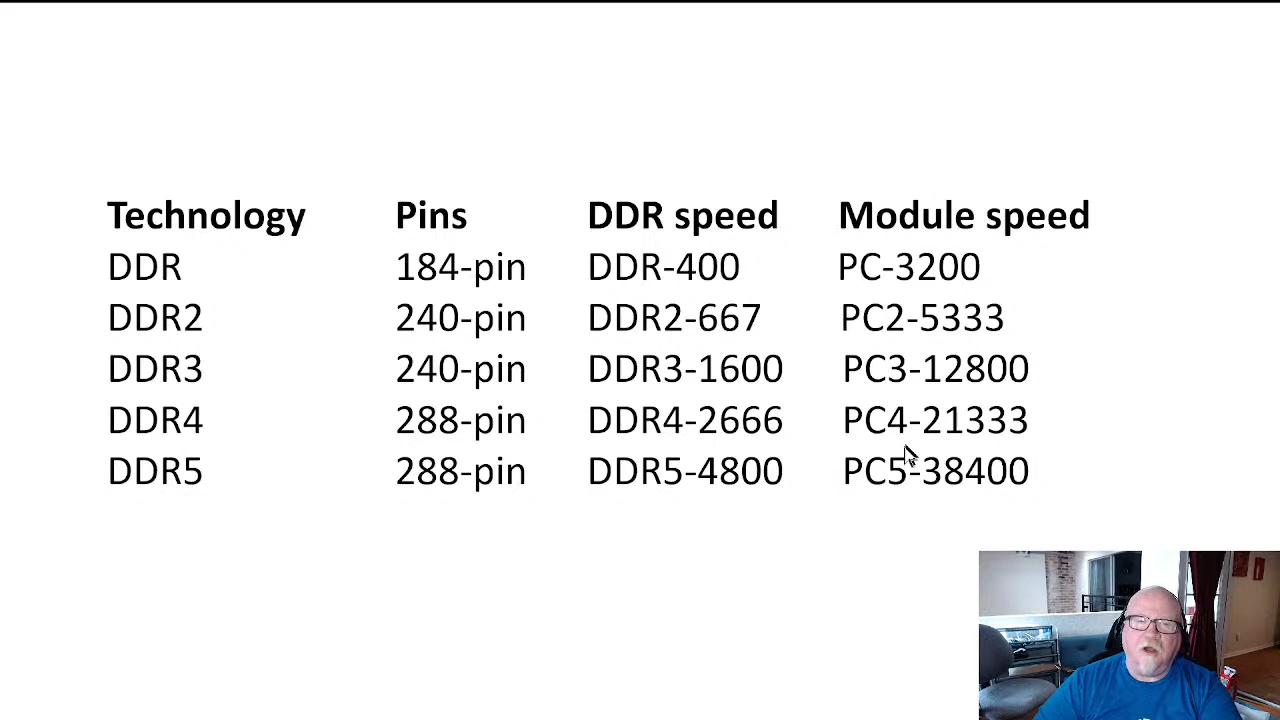 Technology Pins DDR speed Module speed
DDR 184-pin DDR-400 PC-3200
DDR2 240-pin DDR2-667 PC2-5333
DDR3 240-pin DDR3-1600 PC3-12800
DDR4 288-pin DDR4-2666 PC4-21333
DDR5 288-pin DDR5-4800 PC5-38400